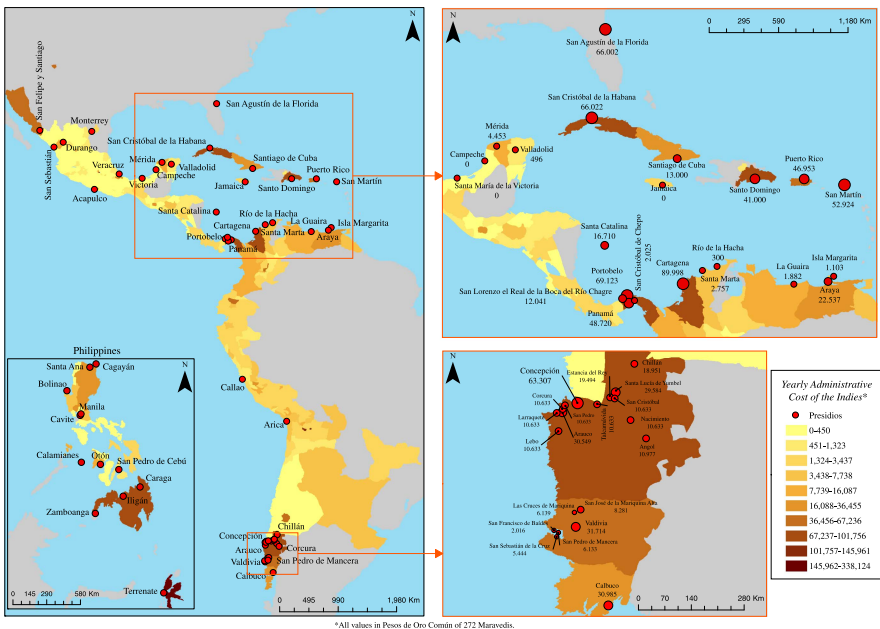 N
San Felipe y Santiago
Monterrey
San Agustín de la Florida
San Sebastián
Durango
San Cristóbal de la Habana
Veracruz
Mérida
Valladolid
Santiago de Cuba
Campeche
Puerto Rico
Victoria
Jamaica
Santo Domingo
San Martín
Acapulco
Santa Catalina
Río de la Hacha
La Guaira
Isla Margarita
Cartagena
Santa Marta
Araya
Portobelo
Panamá
Callao
Arica
Chillán
Concepción
Arauco
Corcura
Valdivia
San Pedro de Mancera
Calbuco
0 495 990 1,980 km
Philippines
N
Santa Ana
Cagayán
Bolinao
Manila
Cavite
Calamianes
Otón
San Pedro de Cebú
Caraga
Iligán
Zamboanga
Terrenate
0 145 290 580 Km
N
0 295 590 1,180 Km
San Agustín de la Florida
66.002
San Cristóbal de la Habana
66.022
Mérida
4.453
Valladolid
496
Campeche
0
Santa María de la Victoria
0
Santiago de Cuba
13.000
Jamaica
0
Puerto Rico
46.953
Santo Domingo
41.000
San Martín
52.924
Santa Catalina
16.710
San Cristóbal de Chepo
2.025
Portobelo
69.123
Cartagena
89.998
Río de la Hacha
300
Santa Marta
2.757
La Guaira
1.882
Isla Margarita
1.103
Araya
22.537
San Lorenzo el Real de la Boca del Río Chagre
12.041
Panamá
48.720
N
Chillán
18.951
Concepción
63.307
Estancia del Rey
19.494
Santa Lucía de Yumbel
29.584
Corcura
10.633
San Pedro
10.633
Talcamávida
10.633
San Cristóbal
10.633
Larraquete
10.633
Arauco
30.549
Nacimiento
10.633
Lebo
10.633
Angol
10.977
Las Cruces de Mariquina
6.139
San José de la Mariquina Alta
8.281
San Francisco de Baides
2.016
Valdivia
31.714
San Sebastián de la Cruz
5.444
San Pedro de Mancera
6.133
Calbuco
30.985
0 70 140 280 Km
Yearly Administrative
Cost of the Indies*
Presidios
0-450
451-1,323
1,324-3,437
3,438-7,738
7,739-16,087
16,088-36,455
36,456-67,236
67,237-101,756
101,757-145,961
145,962-338,124
*All values in Pesos de Oro Común of 272 Maravedis.